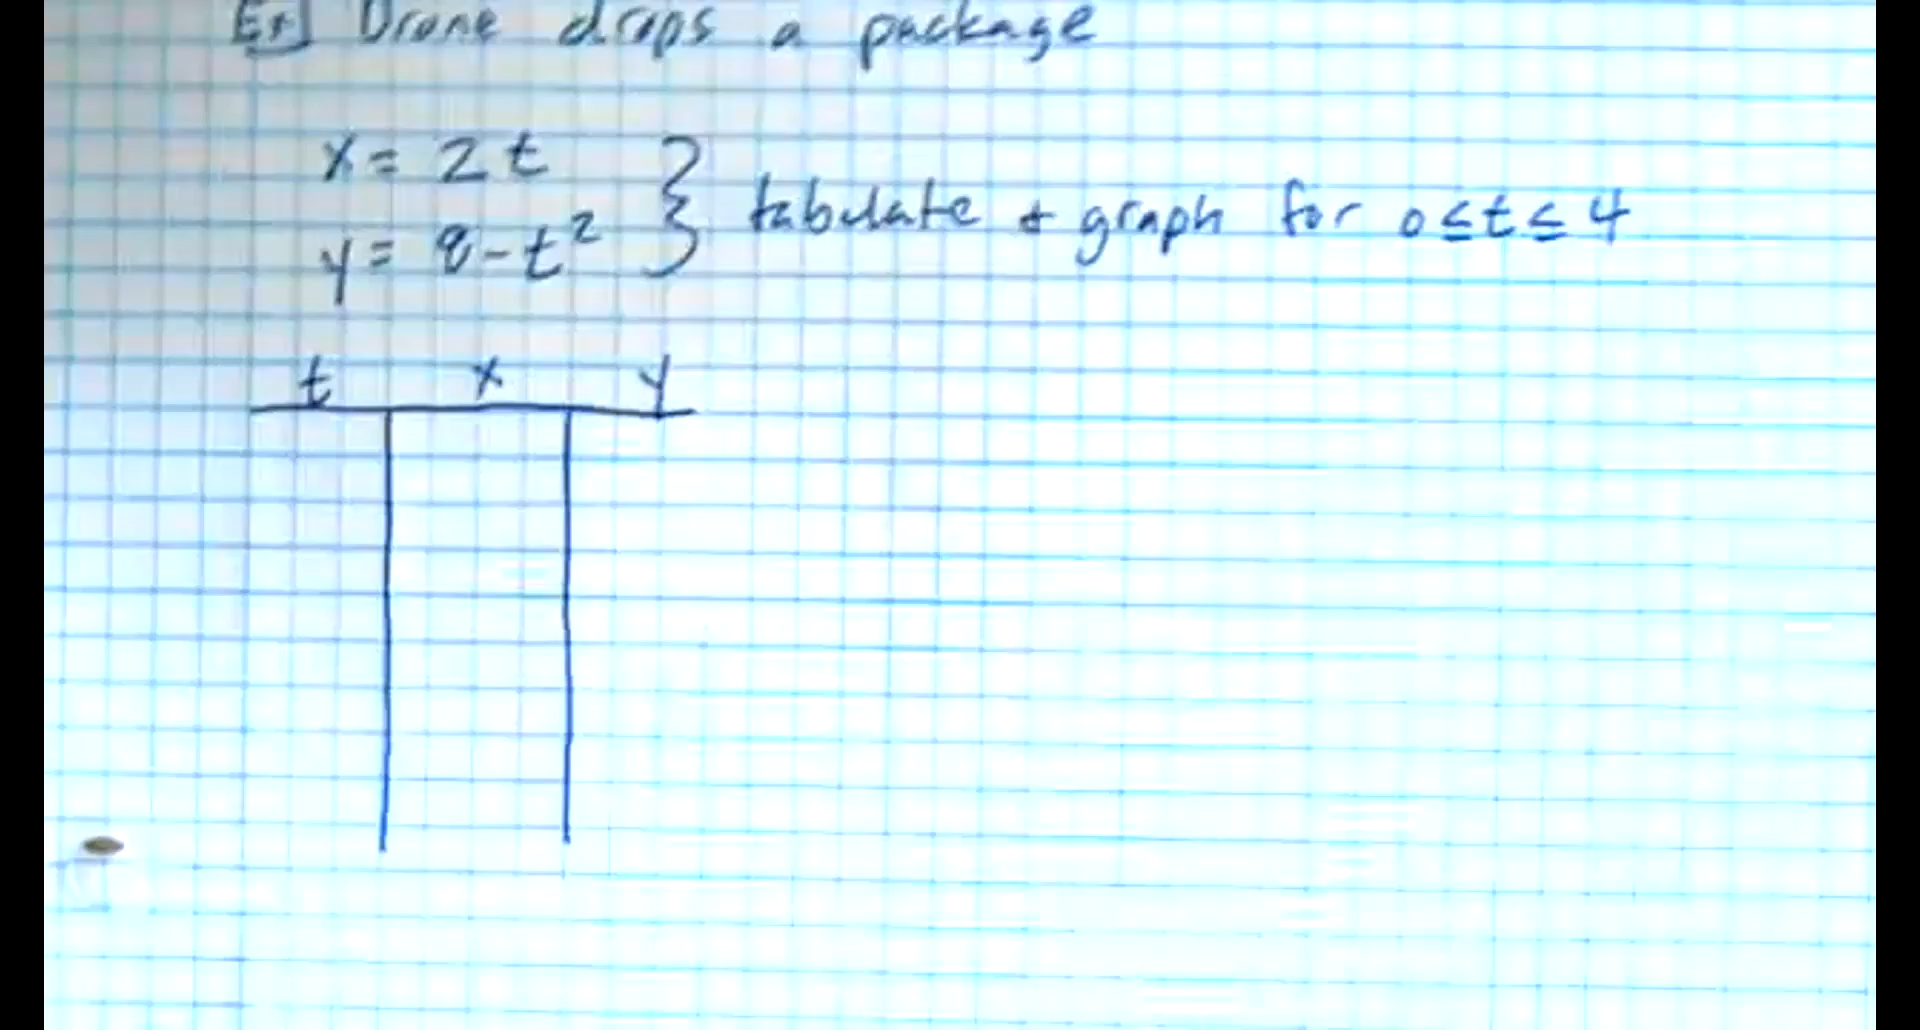 Ex] Drone drops a package
x = 2t
y = 8 - t² } tabulate + graph for 0 ≤ t ≤ 4
t x y